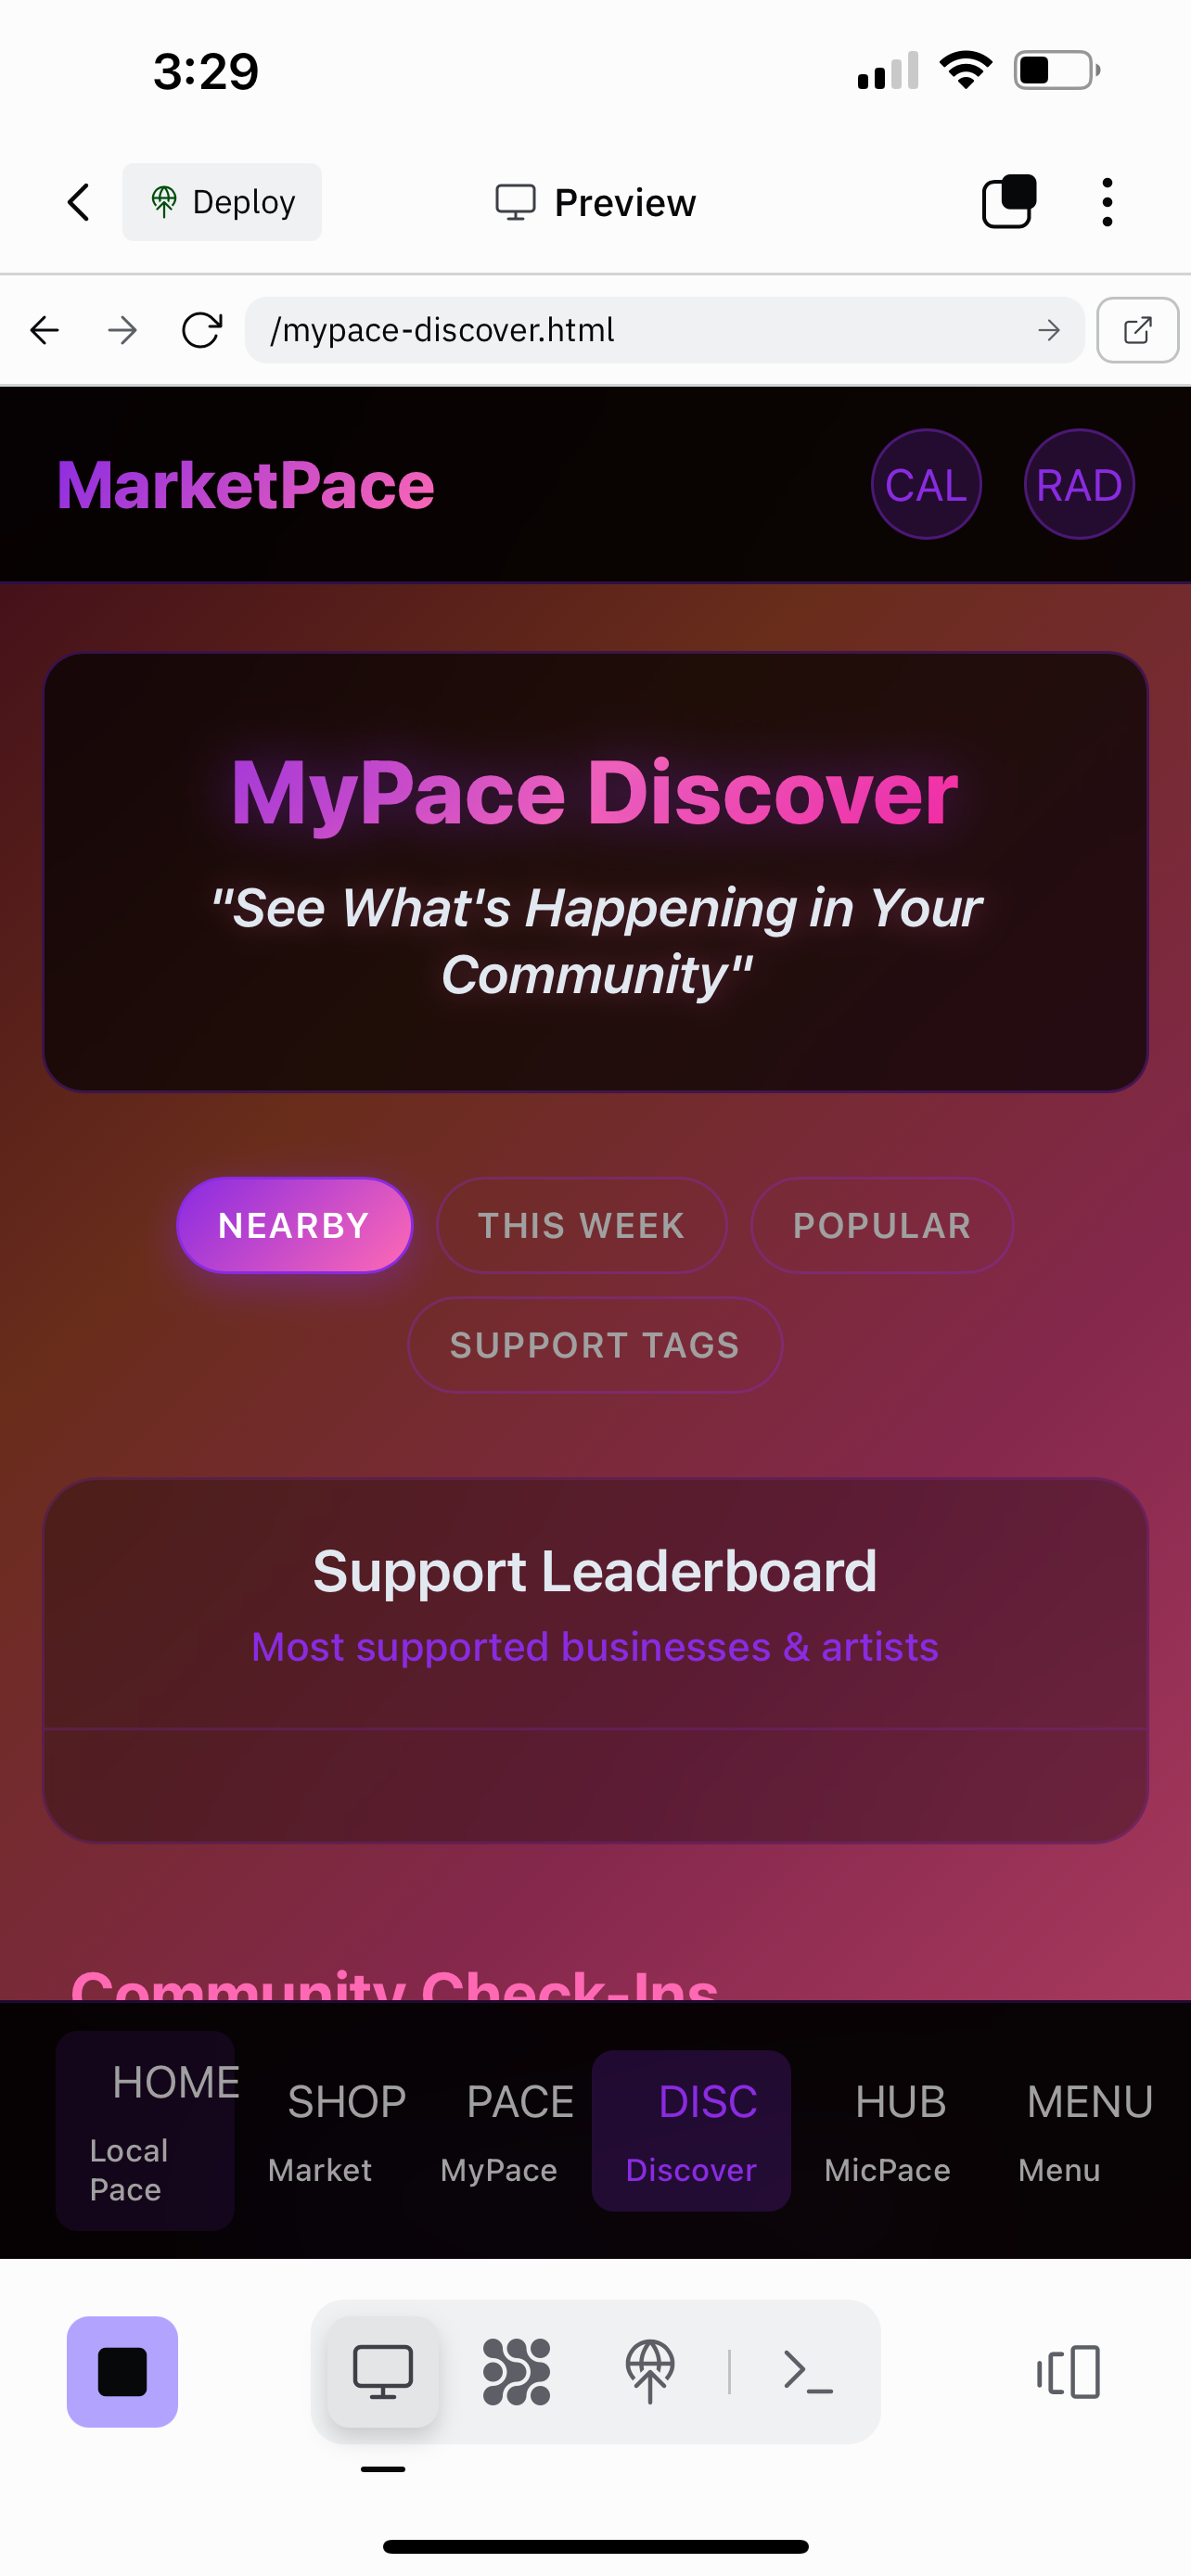 3:29
Deploy
Preview
/mypace-discover.html
MarketPace
CAL
RAD
MyPace Discover
"See What's Happening in Your
Community"
NEARBY
THIS WEEK
POPULAR
SUPPORT TAGS
Support Leaderboard
Most supported businesses & artists
Community Check-Ins
HOME
Local
Pace
SHOP
Market
PACE
MyPace
DISC
Discover
HUB
MicPace
MENU
Menu